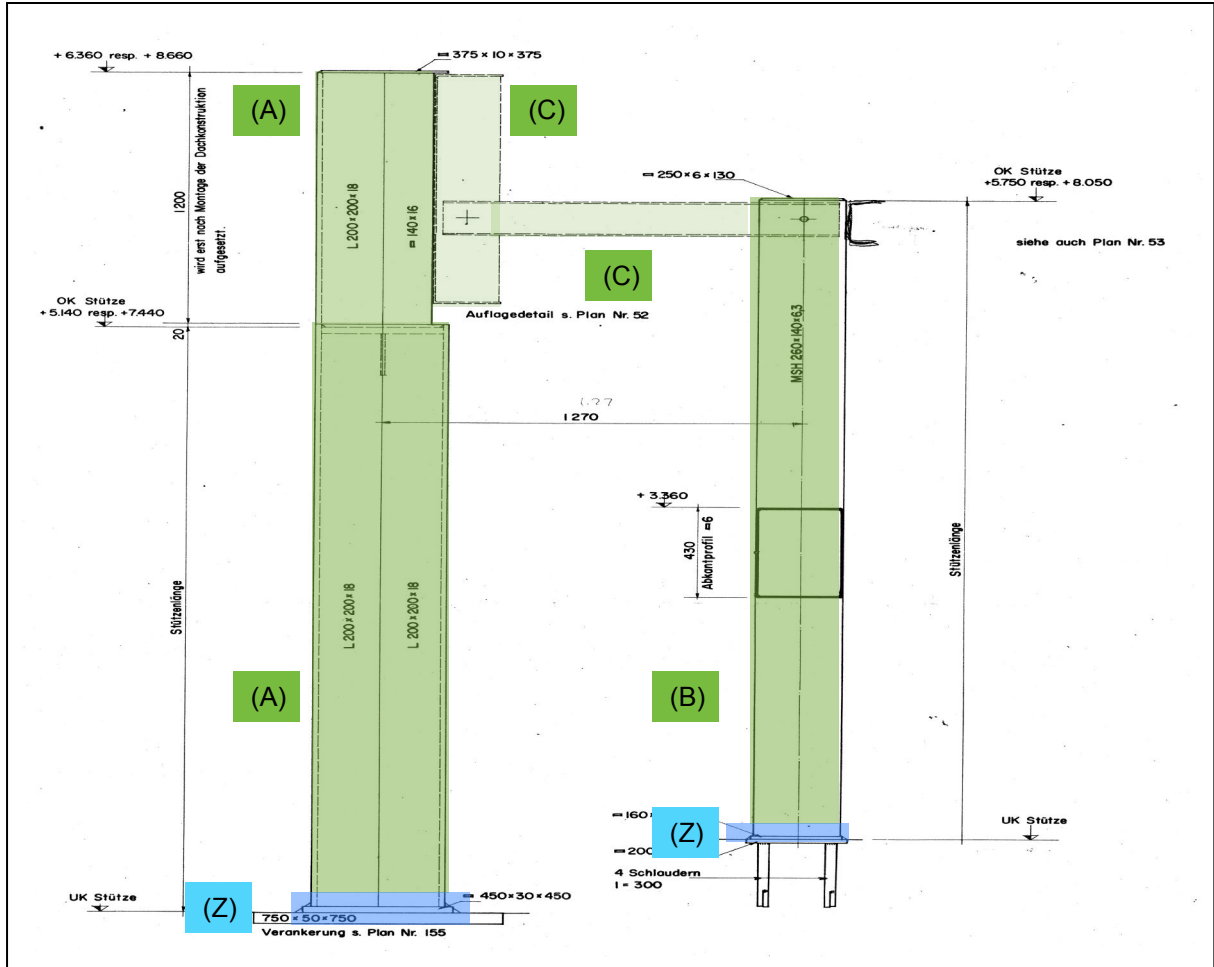 + 6.360 resp. + 8.660
= 375 × 10 × 375
(A)
(C)
wird erst nach Montage der Dachkonstruktion
aufgesetzt.
1200
L 200 × 200 × 18
= 140 × 16
= 250 × 6 × 130
OK Stütze
+5.750 resp. + 8.050
siehe auch Plan Nr. 53
(C)
OK Stütze
+ 5.140 resp. +7.440
20
Auflagedetail s. Plan Nr. 52
MSH 260×140×6,3
1270
+ 3.360
430
Abkantprofil = 6
Stützenlänge
Stützenlänge
L 200 × 200 × 18
L 200 × 200 × 18
(A)
(B)
= 160
(Z)
UK Stütze
= 200
4 Schlaudern
l = 300
UK Stütze
(Z)
= 450 × 30 × 450
750 × 50 × 750
Verankerung s. Plan Nr. 155